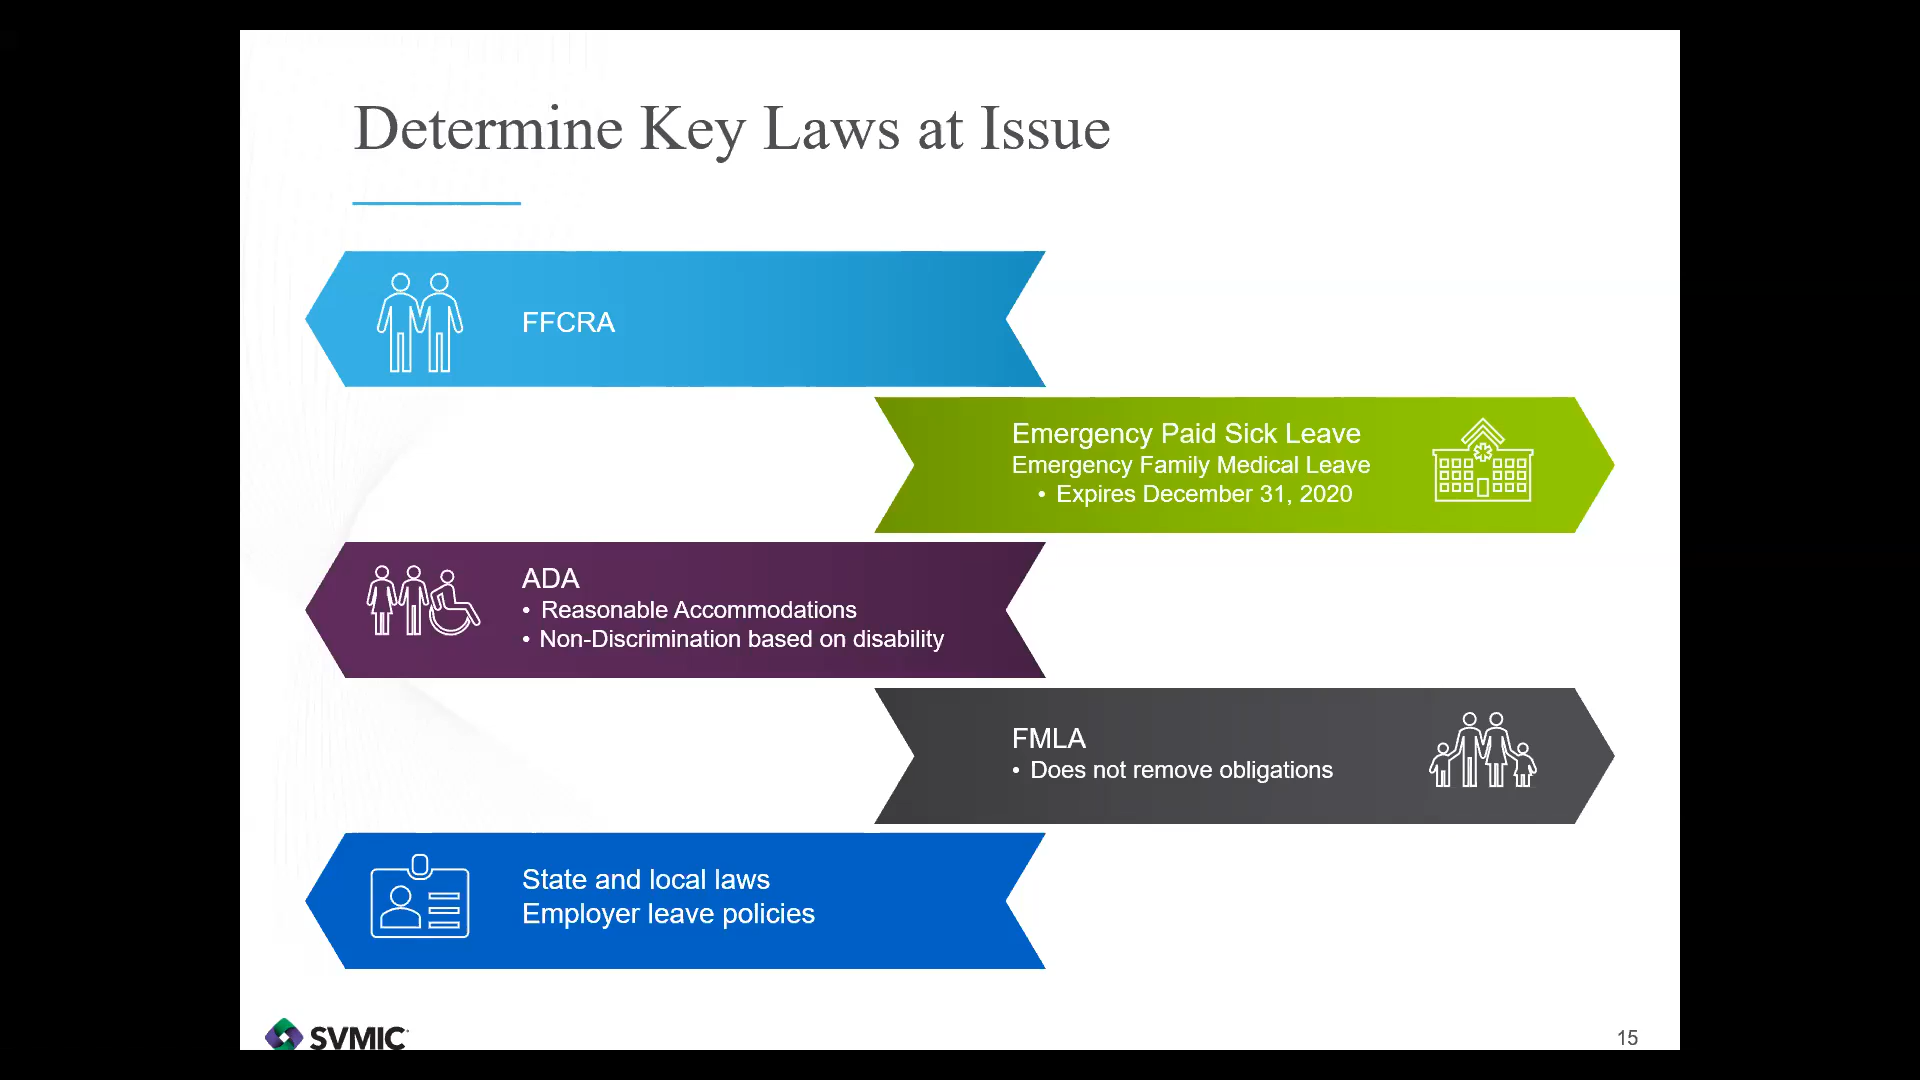 Determine Key Laws at Issue
FFCRA
Emergency Paid Sick Leave
Emergency Family Medical Leave
• Expires December 31, 2020
ADA
• Reasonable Accommodations
• Non-Discrimination based on disability
FMLA
• Does not remove obligations
State and local laws
Employer leave policies
SVMIC
15